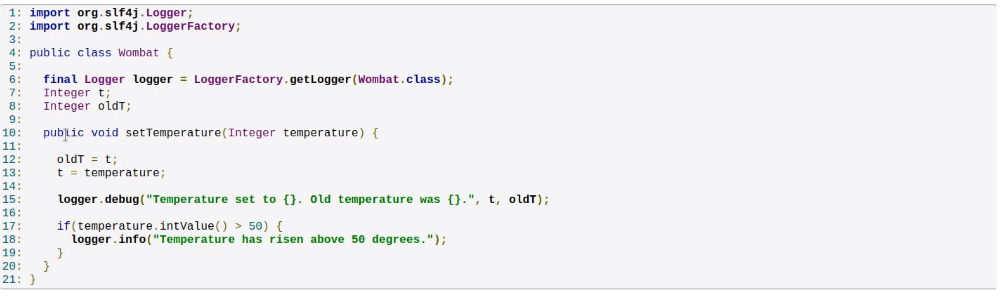 1: import org.slf4j.Logger;
2: import org.slf4j.LoggerFactory;
3:
4: public class Wombat {
5:
6:   final Logger logger = LoggerFactory.getLogger(Wombat.class);
7:   Integer t;
8:   Integer oldT;
9:
10:   public void setTemperature(Integer temperature) {
11:
12:     oldT = t;
13:     t = temperature;
14:
15:     logger.debug("Temperature set to {}. Old temperature was {}.", t, oldT);
16:
17:     if(temperature.intValue() > 50) {
18:       logger.info("Temperature has risen above 50 degrees.");
19:     }
20:   }
21: }